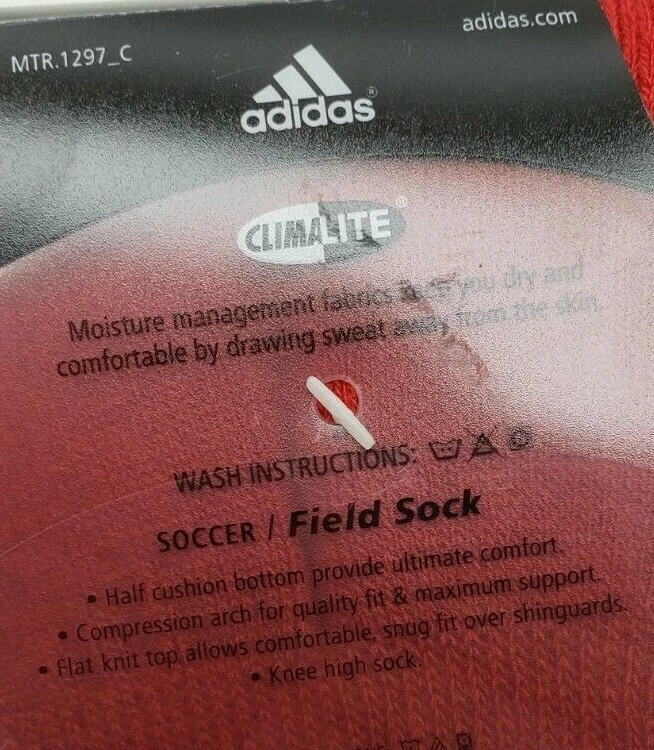 adidas.com
MTR.1297_C
adidas®
CLIMALITE®
Moisture management fabrics keep you dry and
comfortable by drawing sweat away from the skin.
WASH INSTRUCTIONS:
SOCCER / Field Sock
• Half cushion bottom provide ultimate comfort.
• Compression arch for quality fit & maximum support.
• Flat knit top allows comfortable, snug fit over shinguards.
• Knee high sock.